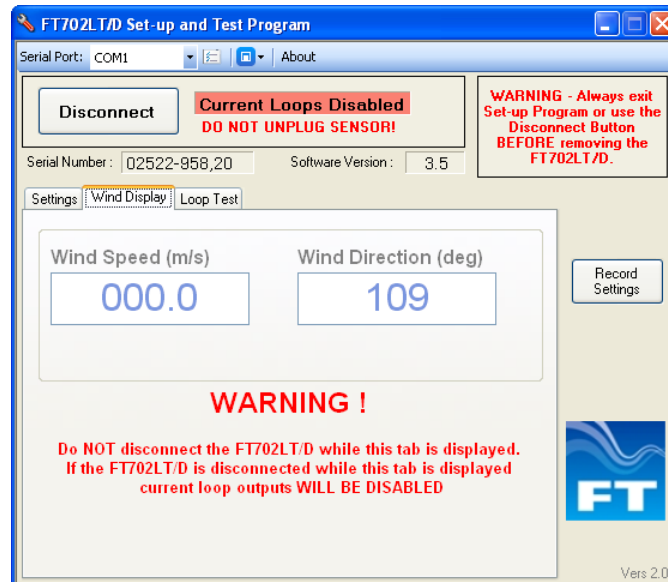 FT702LT/D Set-up and Test Program
Serial Port: COM1 About
Disconnect
Current Loops Disabled
DO NOT UNPLUG SENSOR!
WARNING - Always exit
Set-up Program or use the
Disconnect Button
BEFORE removing the
FT702LT/D.
Serial Number : 02522-958,20 Software Version : 3.5
Settings Wind Display Loop Test
Wind Speed (m/s) Wind Direction (deg)
000.0 109
Record
Settings
WARNING !
Do NOT disconnect the FT702LT/D while this tab is displayed.
If the FT702LT/D is disconnected while this tab is displayed
current loop outputs WILL BE DISABLED
FT
Vers 2.0